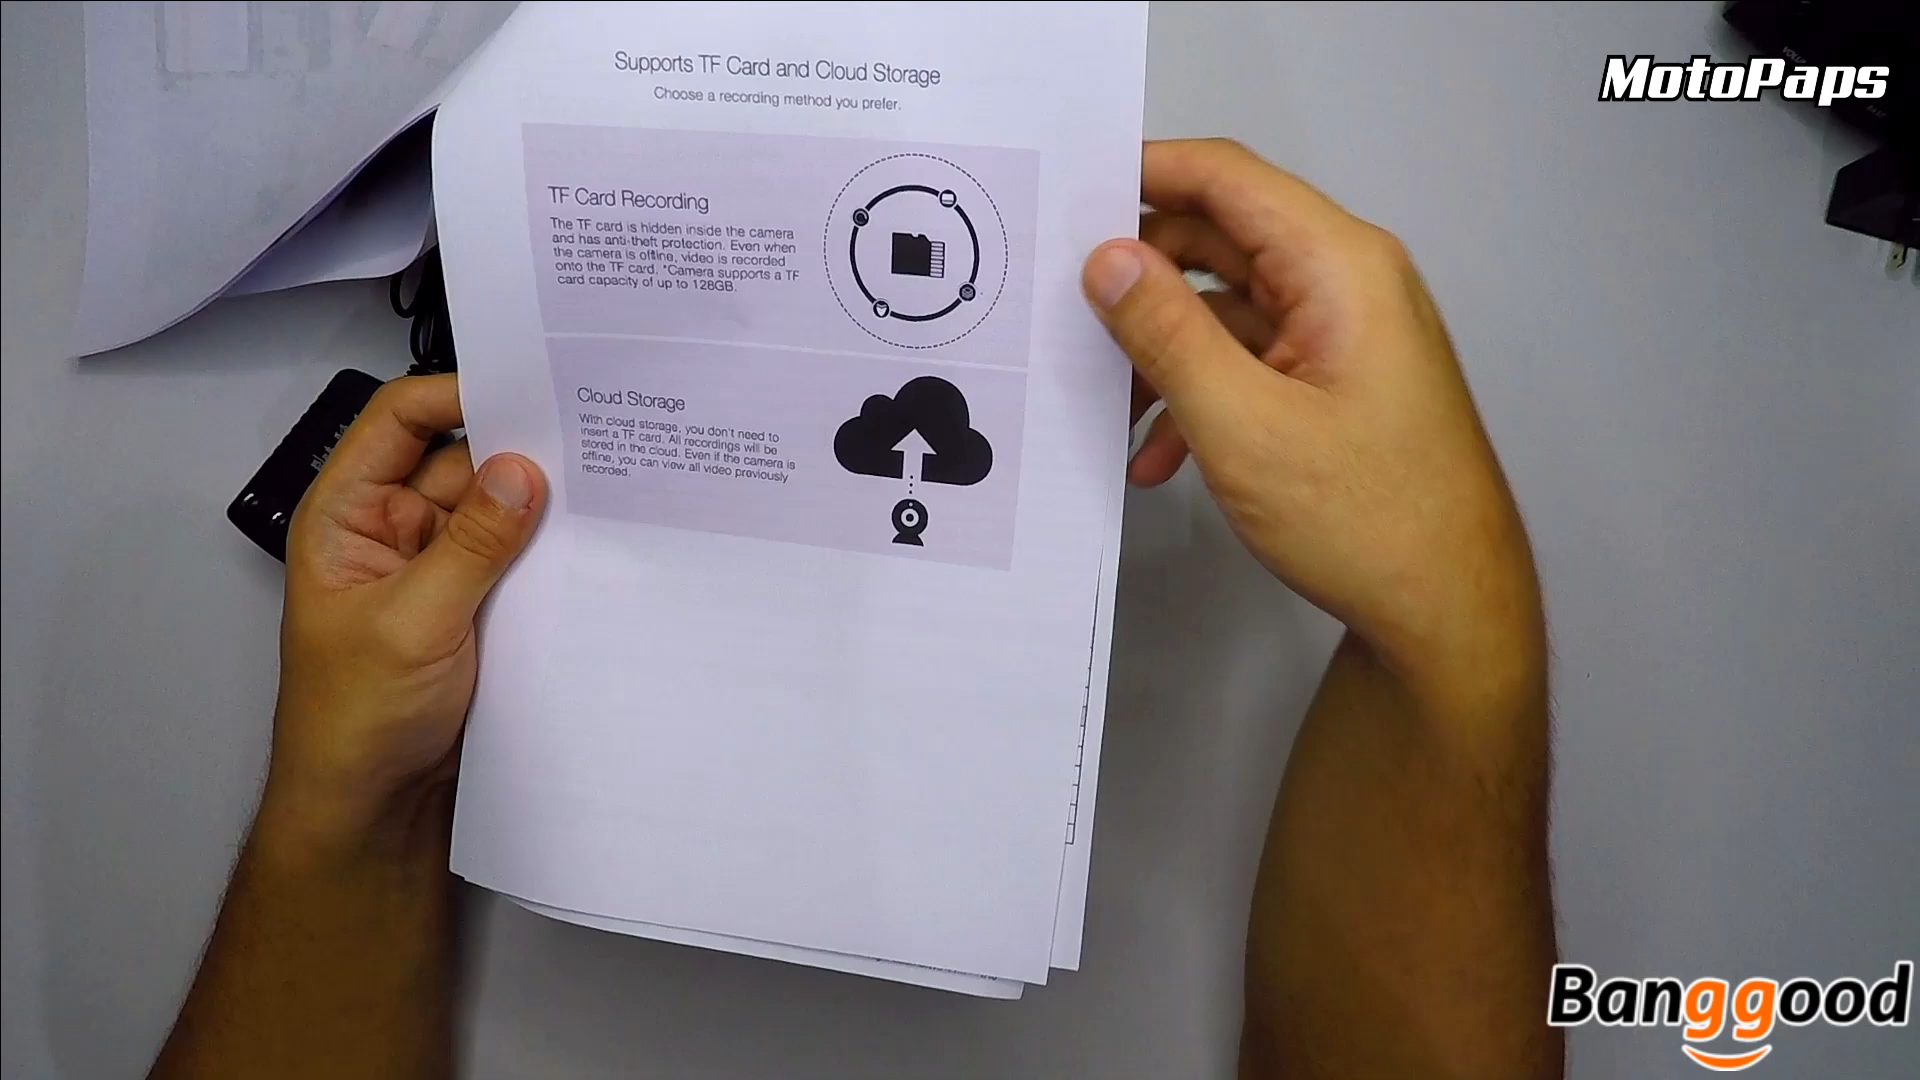 MotoPaps
Supports TF Card and Cloud Storage
Choose a recording method you prefer.
TF Card Recording
The TF card is hidden inside the camera
and has anti-theft protection. Even when
the camera is offline, video is recorded
onto the TF card. *Camera supports a TF
card capacity of up to 128GB.
Cloud Storage
With cloud storage, you don't need to
insert a TF card. All recordings will be
stored in the cloud. Even if the camera is
offline, you can view all video previously
recorded.
Banggood